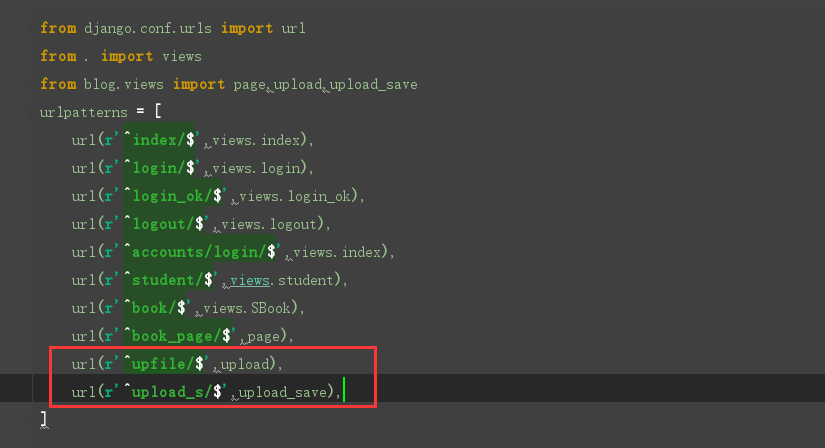 from django.conf.urls import url
from . import views
from blog.views import page,upload,upload_save
urlpatterns = [
    url(r'^index/$',views.index),
    url(r'^login/$',views.login),
    url(r'^login_ok/$',views.login_ok),
    url(r'^logout/$',views.logout),
    url(r'^accounts/login/$',views.index),
    url(r'^student/$',views.student),
    url(r'^book/$',views.SBook),
    url(r'^book_page/$',page),
    url(r'^upfile/$',upload),
    url(r'^upload_s/$',upload_save),
]